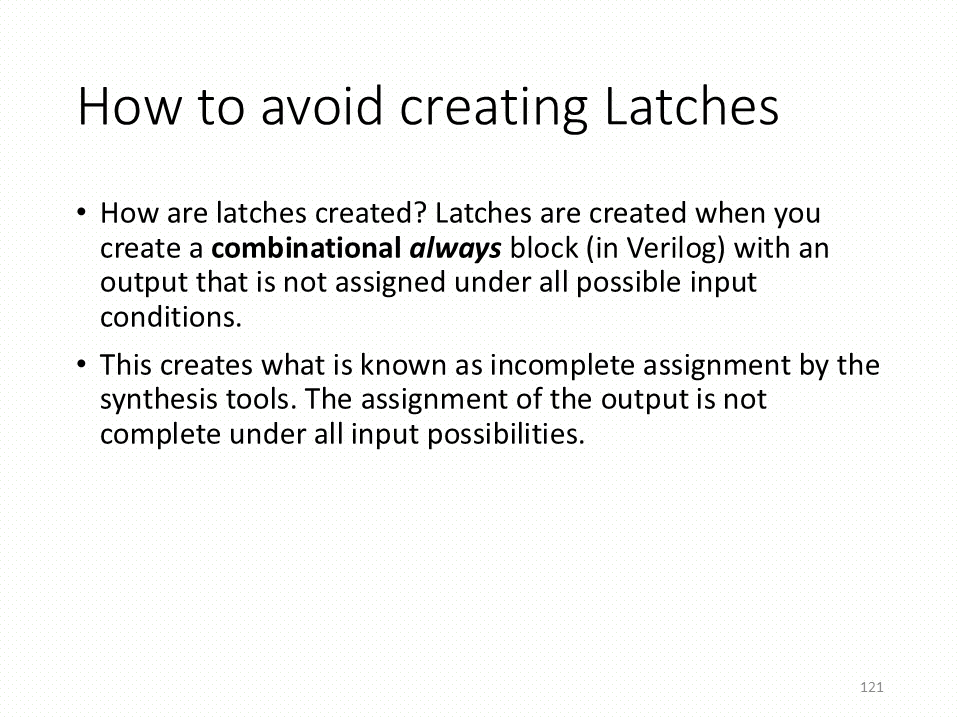 How to avoid creating Latches
• How are latches created? Latches are created when you
create a combinational always block (in Verilog) with an
output that is not assigned under all possible input
conditions.
• This creates what is known as incomplete assignment by the
synthesis tools. The assignment of the output is not
complete under all input possibilities.
121